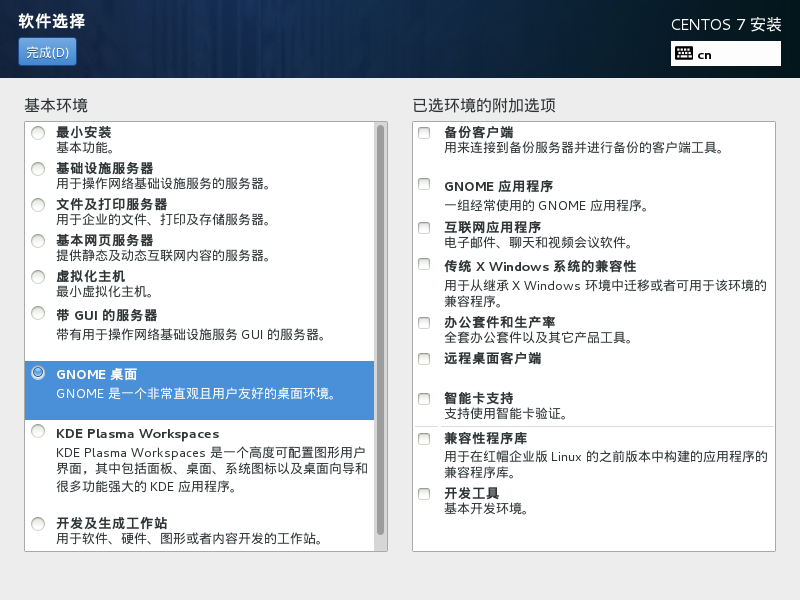 软件选择
CENTOS 7 安装
完成(D)
cn
基本环境
最小安装
基本功能。
基础设施服务器
用于操作网络基础设施服务的服务器。
文件及打印服务器
用于企业的文件、打印及存储服务器。
基本网页服务器
提供静态及动态互联网内容的服务器。
虚拟化主机
最小虚拟化主机。
带 GUI 的服务器
带有用于操作网络基础设施服务 GUI 的服务器。
GNOME 桌面
GNOME 是一个非常直观且用户友好的桌面环境。
KDE Plasma Workspaces
KDE Plasma Workspaces 是一个高度可配置图形用户
界面，其中包括面板、桌面、系统图标以及桌面向导和
很多功能强大的 KDE 应用程序。
开发及生成工作站
用于软件、硬件、图形或者内容开发的工作站。
已选环境的附加选项
备份客户端
用来连接到备份服务器并进行备份的客户端工具。
GNOME 应用程序
一组经常使用的 GNOME 应用程序。
互联网应用程序
电子邮件、聊天和视频会议软件。
传统 X Windows 系统的兼容性
用于从继承 X Windows 环境中迁移或者可用于该环境的
兼容程序。
办公套件和生产率
全套办公套件以及其它产品工具。
远程桌面客户端
智能卡支持
支持使用智能卡验证。
兼容性程序库
用于在红帽企业版 Linux 的之前版本中构建的应用程序的
兼容程序库。
开发工具
基本开发环境。